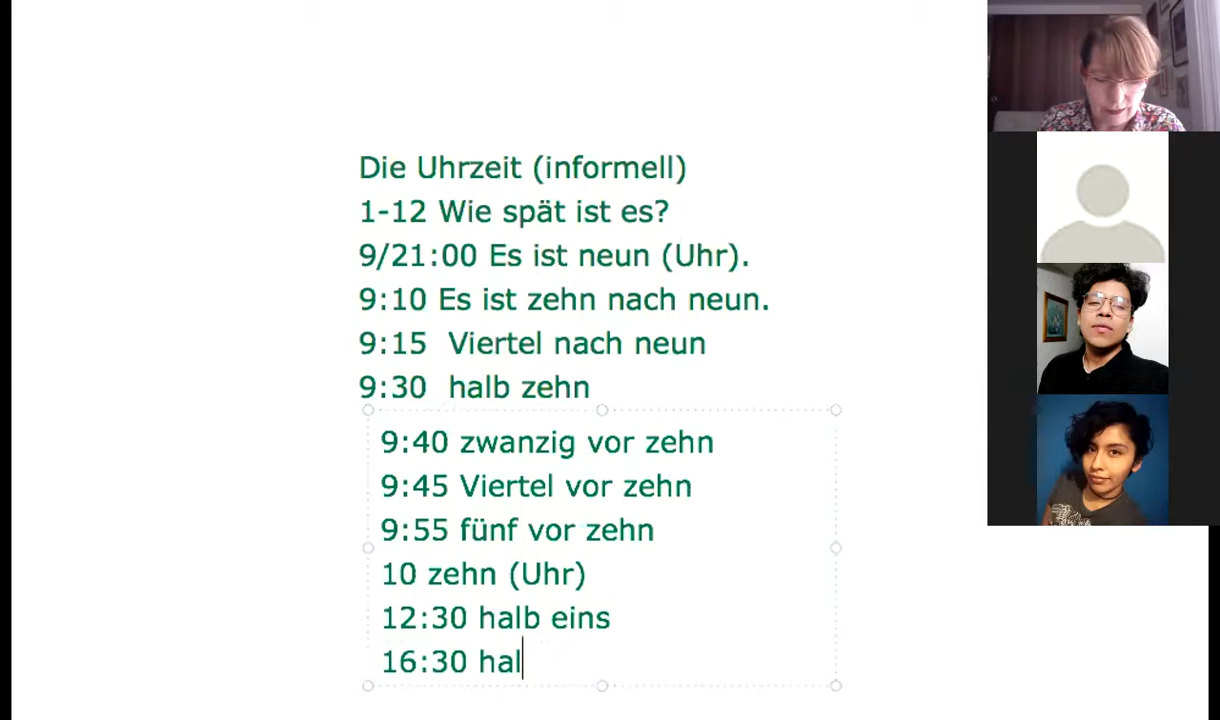 Die Uhrzeit (informell)
1-12 Wie spät ist es?
9/21:00 Es ist neun (Uhr).
9:10 Es ist zehn nach neun.
9:15 Viertel nach neun
9:30 halb zehn
9:40 zwanzig vor zehn
9:45 Viertel vor zehn
9:55 fünf vor zehn
10 zehn (Uhr)
12:30 halb eins
16:30 hal